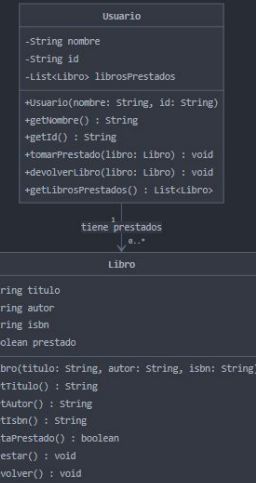 Usuario
-String nombre
-String id
-List<Libro> librosPrestados
+Usuario(nombre: String, id: String)
+getNombre() : String
+getId() : String
+tomarPrestado(libro: Libro) : void
+devolverLibro(libro: Libro) : void
+getLibrosPrestados() : List<Libro>
1
tiene prestados
0..*
Libro
ring titulo
ring autor
ring isbn
olean prestado
bro(titulo: String, autor: String, isbn: String)
tTitulo() : String
tAutor() : String
tIsbn() : String
taPrestado() : boolean
estar() : void
volver() : void